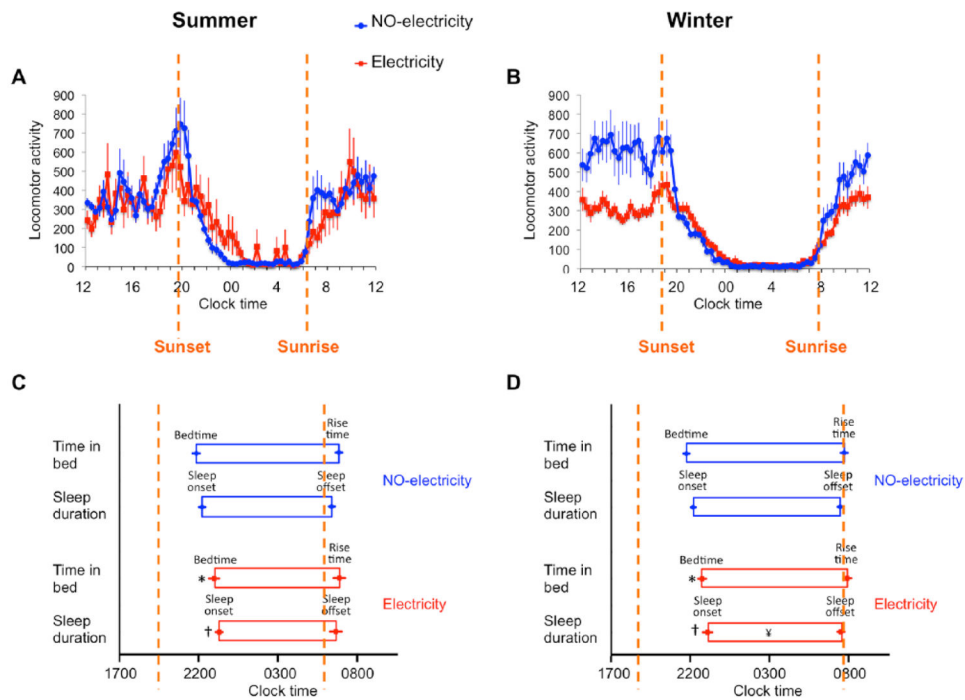 Summer
NO-electricity
Electricity
Winter
A
Locomotor activity
900
800
700
600
500
400
300
200
100
0
12 16 20 00 4 8 12
Clock time
Sunset
Sunrise
B
Locomotor activity
900
800
700
600
500
400
300
200
100
0
12 16 20 00 4 8 12
Clock time
Sunset
Sunrise
C
Time in
bed
Bedtime
Rise
time
NO-electricity
Sleep
duration
Sleep
onset
Sleep
offset
Time in
bed
Bedtime
Rise
time
*
Electricity
Sleep
duration
Sleep
onset
Sleep
offset
†
1700 2200 0300 0800
Clock time
D
Time in
bed
Bedtime
Rise
time
NO-electricity
Sleep
duration
Sleep
onset
Sleep
offset
Time in
bed
Bedtime
Rise
time
*
Electricity
Sleep
duration
Sleep
onset
Sleep
offset
†
¥
1700 2200 0300 0800
Clock time